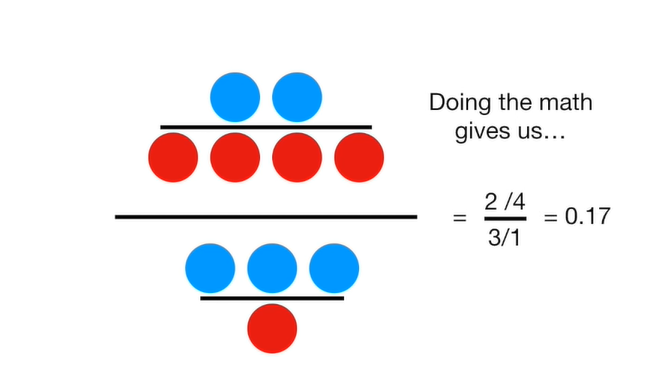 Doing the math
gives us…
= 2 /4 = 0.17
3/1